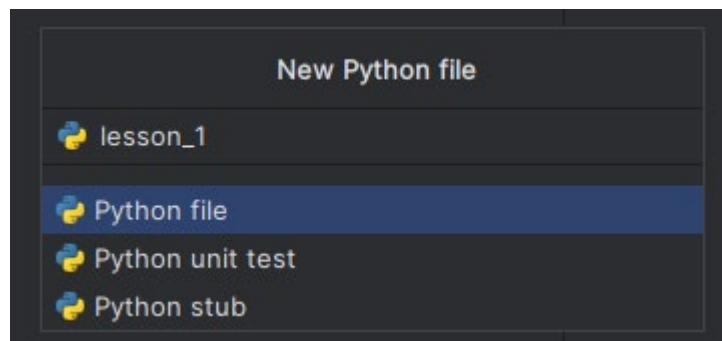 New Python file
lesson_1
Python file
Python unit test
Python stub